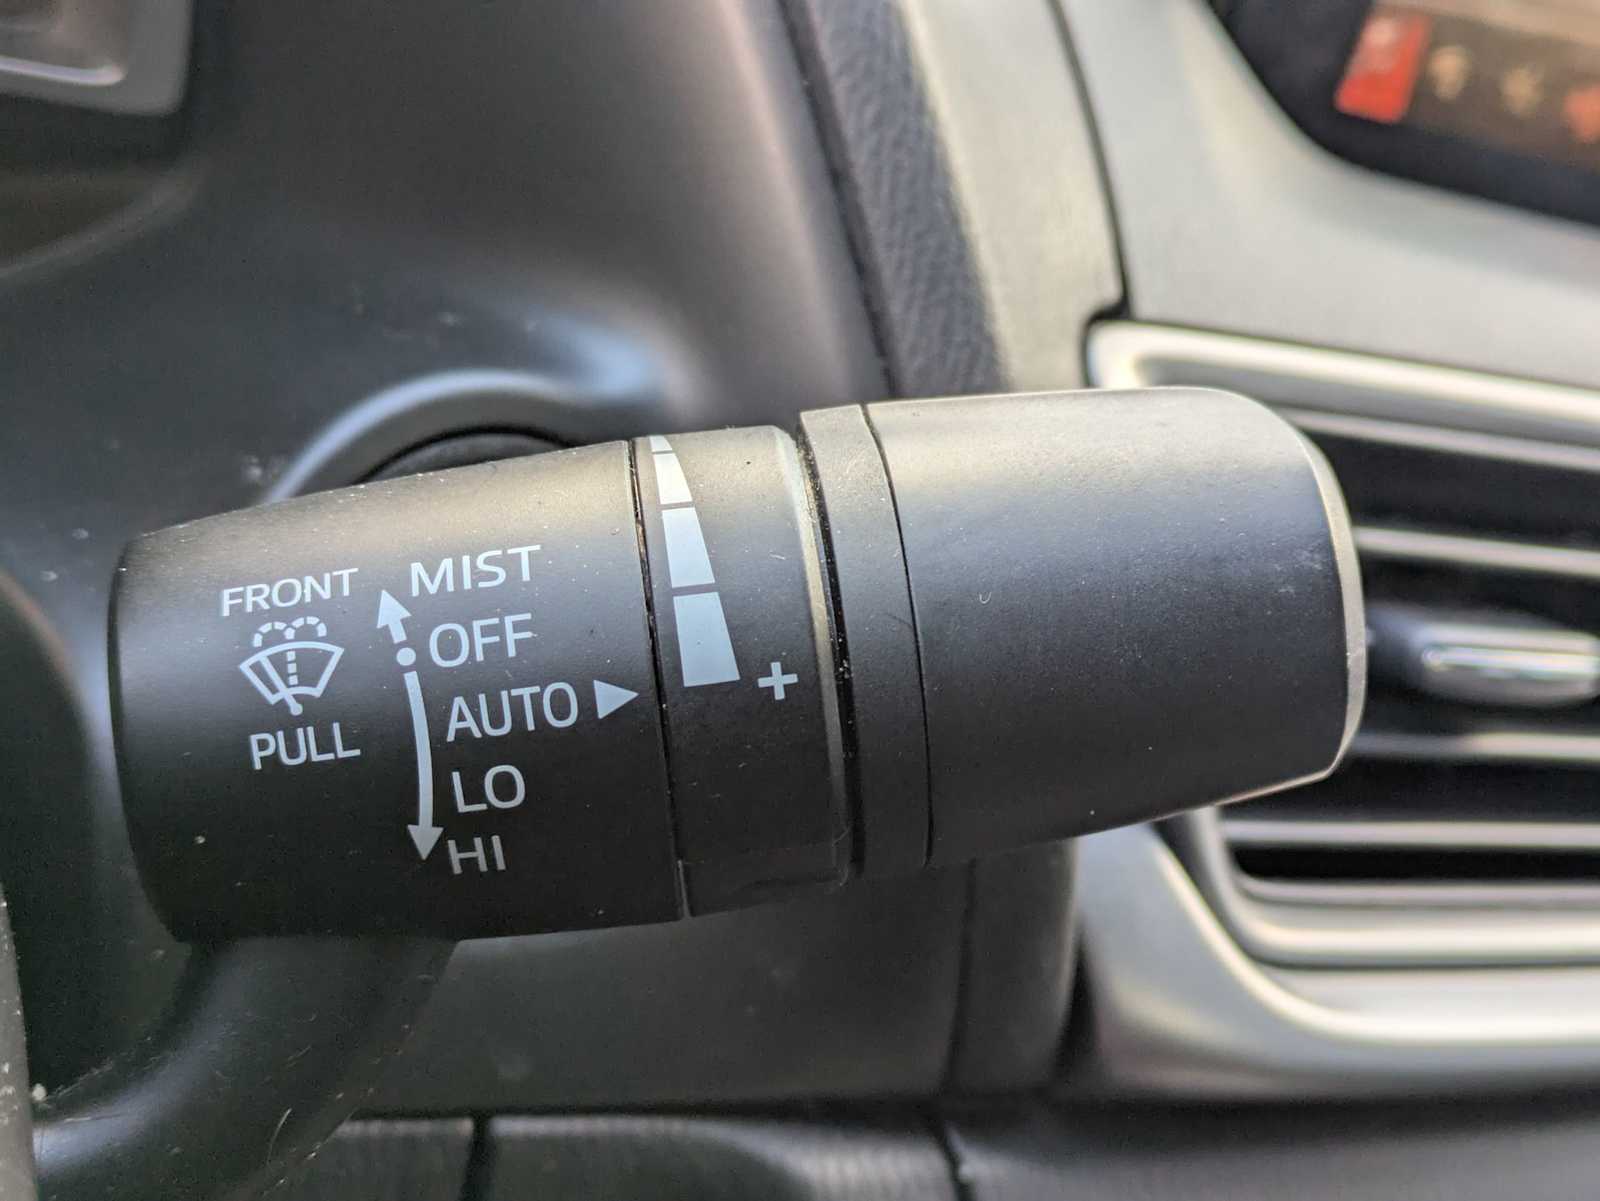 FRONT
PULL
MIST
OFF
AUTO
LO
HI
+